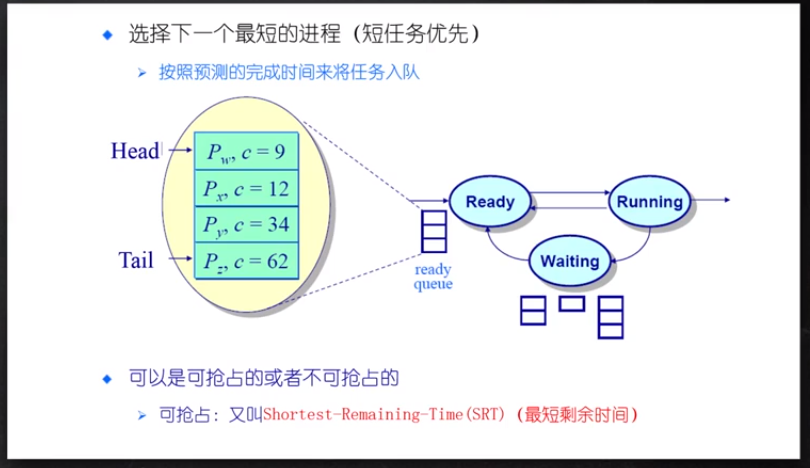 选择下一个最短的进程（短任务优先）
按照预测的完成时间来将任务入队
Head
Pw, c = 9
Px, c = 12
Py, c = 34
Tail
Pz, c = 62
Ready
Running
Waiting
ready
queue
可以是可抢占的或者不可抢占的
可抢占：又叫Shortest-Remaining-Time(SRT)（最短剩余时间）